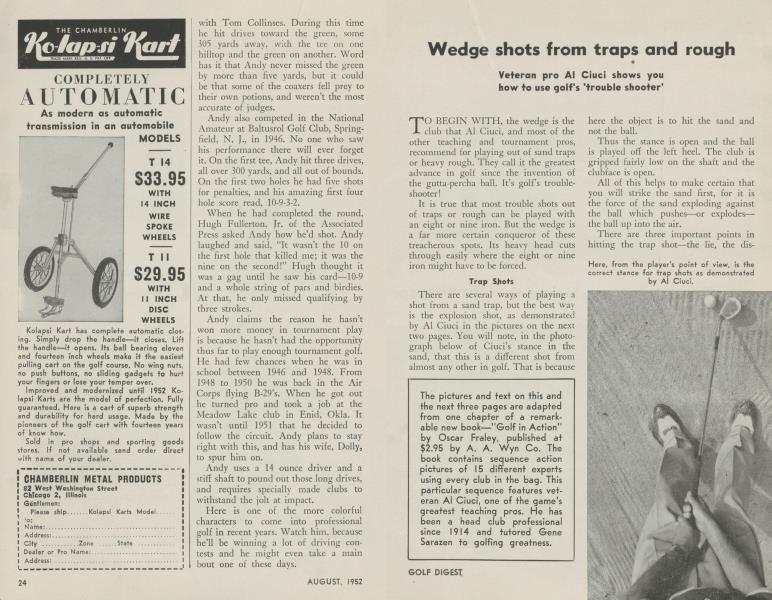 THE CHAMBERLIN
Ko-lap-si Kart
TRADE MARK REG. U. S. PAT. OFF.
COMPLETELY
AUTOMATIC
As modern as automatic
transmission in an automobile
MODELS
T 14
$33.95
WITH
14 INCH
WIRE
SPOKE
WHEELS
T 11
$29.95
WITH
11 INCH
DISC
WHEELS
Kolapsi Kart has complete automatic clos-
ing. Simply drop the handle—it closes. Lift
the handle—it opens. Its ball bearing eleven
and fourteen inch wheels make it the easiest
pulling cart on the golf course. No wing nuts,
no push buttons, no sliding gadgets to hurt
your fingers or lose your temper over.
Improved and modernized until 1952 Ko-
lapsi Karts are the model of perfection. Fully
guaranteed. Here is a cart of superb strength
and durability for hard usage. Made by the
pioneers of the golf cart with fourteen years
of know how.
Sold in pro shops and sporting goods
stores. If not available send order direct
with name of your dealer.
CHAMBERLIN METAL PRODUCTS
82 West Washington Street
Chicago 2, Illinois
Gentlemen:
Please ship......Kolapsi Karts Model.....
to:
Name:
Address:
City ........Zone ......State
Dealer or Pro Name:
Address:
24
with Tom Collinses. During this time
he hit drives toward the green, some
305 yards away, with the tee on one
hilltop and the green on another. Word
has it that Andy never missed the green
by more than five yards, but it could
be that some of the coaxers fell prey to
their own potions, and weren't the most
accurate of judges.
Andy also competed in the National
Amateur at Baltusrol Golf Club, Spring-
field, N. J., in 1946. No one who saw
his performance there will ever forget
it. On the first tee, Andy hit three drives,
all over 300 yards, and all out of bounds.
On the first two holes he had five shots
for penalties, and his amazing first four
hole score read, 10-9-3-2.
When he had completed the round,
Hugh Fullerton, Jr. of the Associated
Press asked Andy how he'd shot. Andy
laughed and said, "It wasn't the 10 on
the first hole that killed me; it was the
nine on the second!" Hugh thought it
was a gag until he saw his card—10-9
and a whole string of pars and birdies.
At that, he only missed qualifying by
three strokes.
Andy claims the reason he hasn't
won more money in tournament play
is because he hasn't had the opportunity
thus far to play enough tournament golf.
He had few chances when he was in
school between 1946 and 1948. From
1948 to 1950 he was back in the Air
Corps flying B-29's. When he got out
he turned pro and took a job at the
Meadow Lake club in Enid, Okla. It
wasn't until 1951 that he decided to
follow the circuit. Andy plans to stay
right with this, and has his wife, Dolly,
to spur him on.
Andy uses a 14 ounce driver and a
stiff shaft to pound out those long drives,
and requires specially made clubs to
withstand the jolt at impact.
Here is one of the more colorful
characters to come into professional
golf in recent years. Watch him, because
he'll be winning a lot of driving con-
tests and he might even take a main
bout one of these days.
AUGUST, 1952
Wedge shots from traps and rough
Veteran pro Al Ciuci shows you
how to use golf's 'trouble shooter'
TO BEGIN WITH, the wedge is the
club that Al Ciuci, and most of the
other teaching and tournament pros,
recommend for playing out of sand traps
or heavy rough. They call it the greatest
advance in golf since the invention of
the gutta-percha ball. It's golf's trouble-
shooter!
It is true that most trouble shots out
of traps or rough can be played with
an eight or nine iron. But the wedge is
a far more certain conqueror of these
treacherous spots. Its heavy head cuts
through easily where the eight or nine
iron might have to be forced.
Trap Shots
There are several ways of playing a
shot from a sand trap, but the best way
is the explosion shot, as demonstrated
by Al Ciuci in the pictures on the next
two pages. You will note, in the photo-
graph below of Ciuci's stance in the
sand, that this is a different shot from
almost any other in golf. That is because
The pictures and text on this and
the next three pages are adapted
from one chapter of a remark-
able new book—"Golf in Action"
by Oscar Fraley, published at
$2.95 by A. A. Wyn Co. The
book contains sequence action
pictures of 15 different experts
using every club in the bag. This
particular sequence features vet-
eran Al Ciuci, one of the game's
greatest teaching pros. He has
been a head club professional
since 1914 and tutored Gene
Sarazen to golfing greatness.
GOLF DIGEST
here the object is to hit the sand and
not the ball.
Thus the stance is open and the ball
is played off the left heel. The club is
gripped fairly low on the shaft and the
clubface is open.
All of this helps to make certain that
you will strike the sand first, for it is
the force of the sand exploding against
the ball which pushes—or explodes—
the ball up into the air.
There are three important points in
hitting the trap shot—the lie, the dis-
Here, from the player's point of view, is the
correct stance for trap shots as demonstrated
by Al Ciuci.